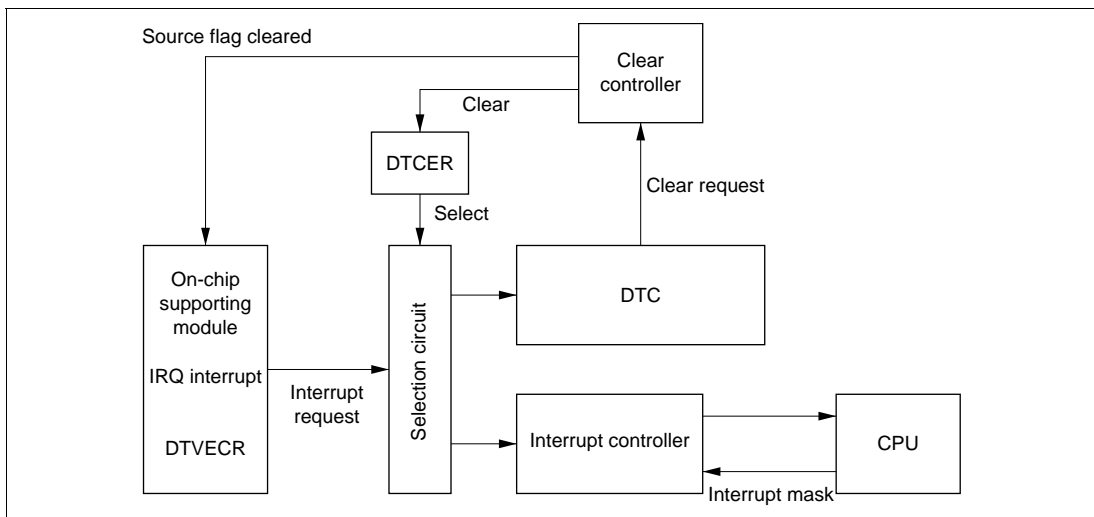 Source flag cleared
Clear
controller
Clear
DTCER
Clear request
Select
On-chip
supporting
module
IRQ interrupt
DTVECR
Interrupt
request
Selection circuit
DTC
Interrupt controller
CPU
Interrupt mask